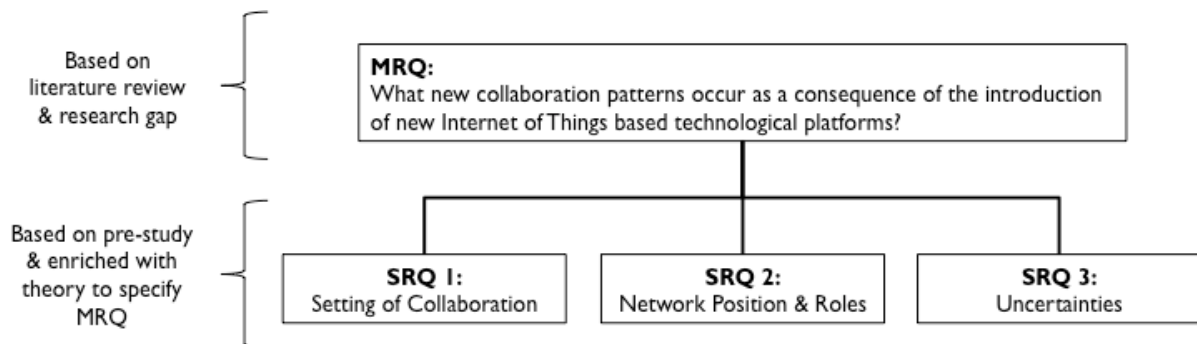 Based on
literature review
& research gap
MRQ:
What new collaboration patterns occur as a consequence of the introduction
of new Internet of Things based technological platforms?
Based on pre-study
& enriched with
theory to specify
MRQ
SRQ 1:
Setting of Collaboration
SRQ 2:
Network Position & Roles
SRQ 3:
Uncertainties